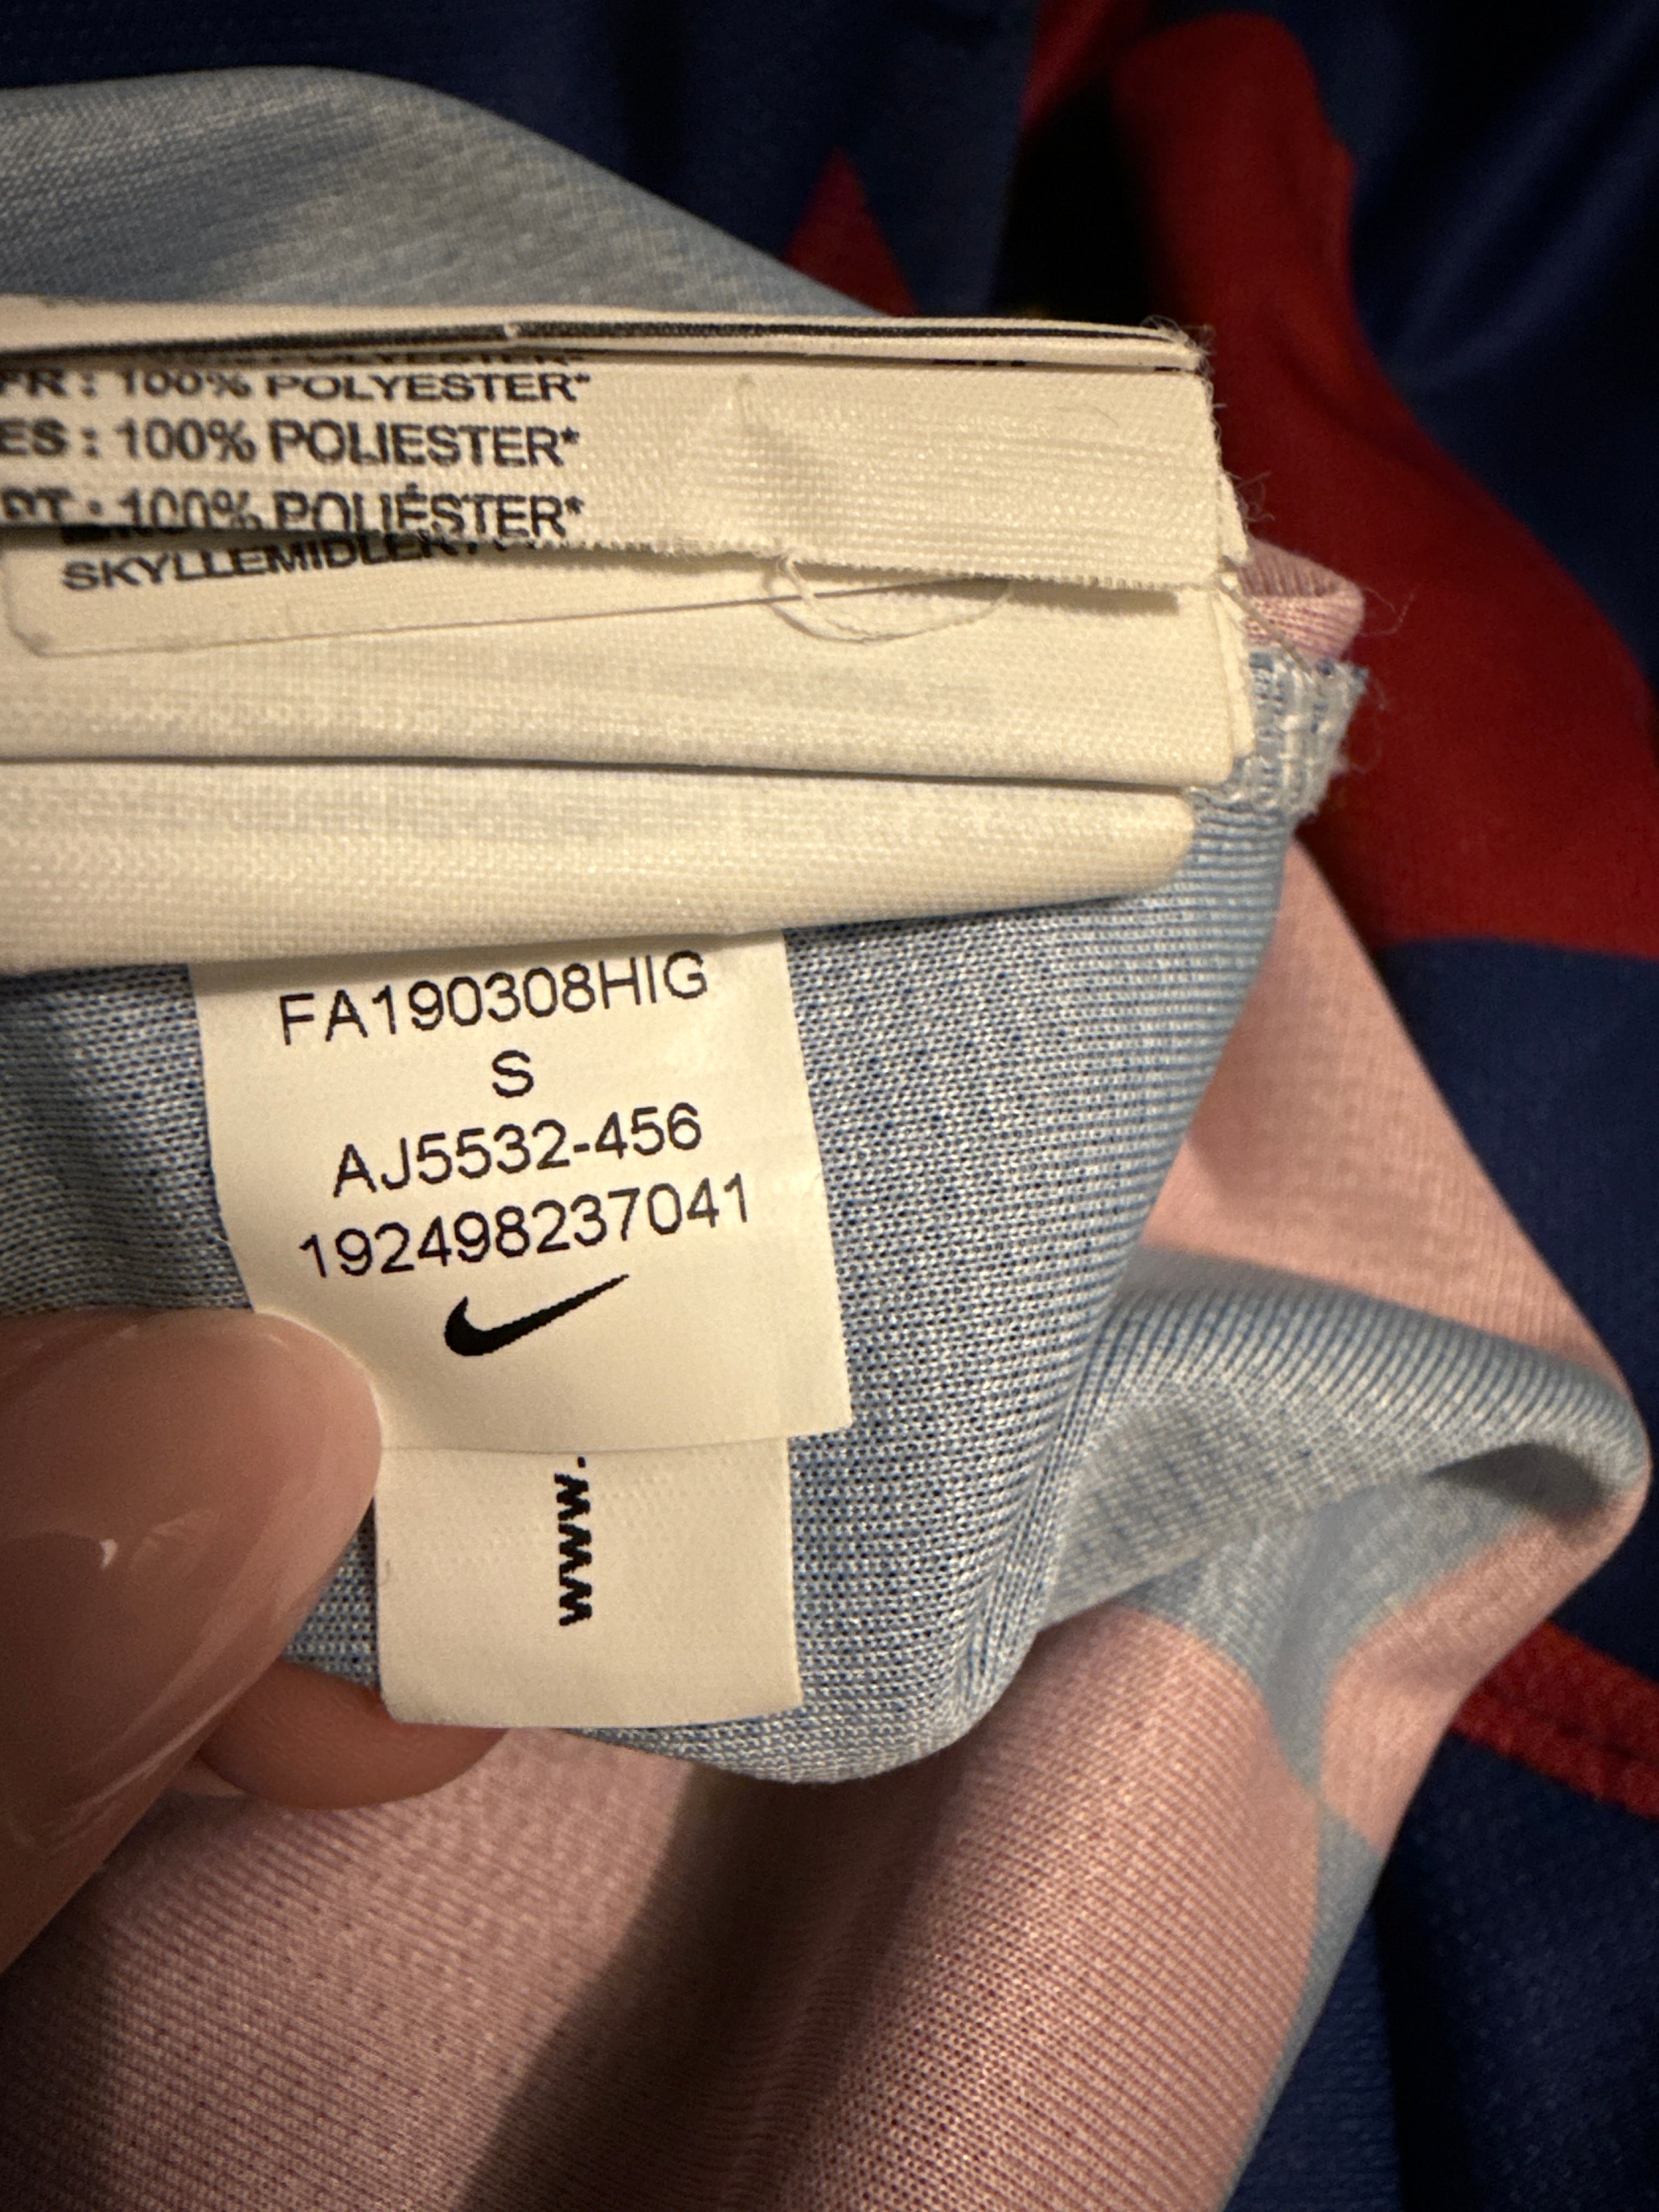 FR : 100% POLYESTER*
ES : 100% POLIESTER*
PT : 100% POLIÉSTER*
SKYLLEMIDLER
FA190308HIG
S
AJ5532-456
192498237041
www.